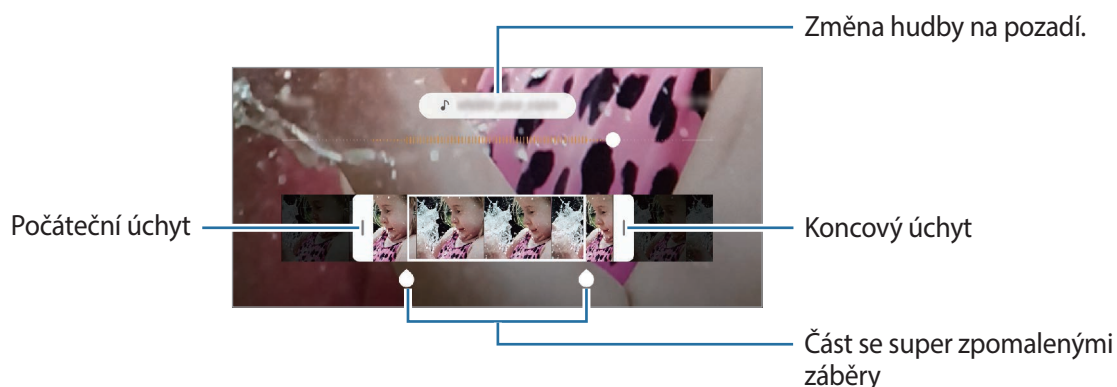 Změna hudby na pozadí.
Počáteční úchyt
Koncový úchyt
Část se super zpomalenými
záběry